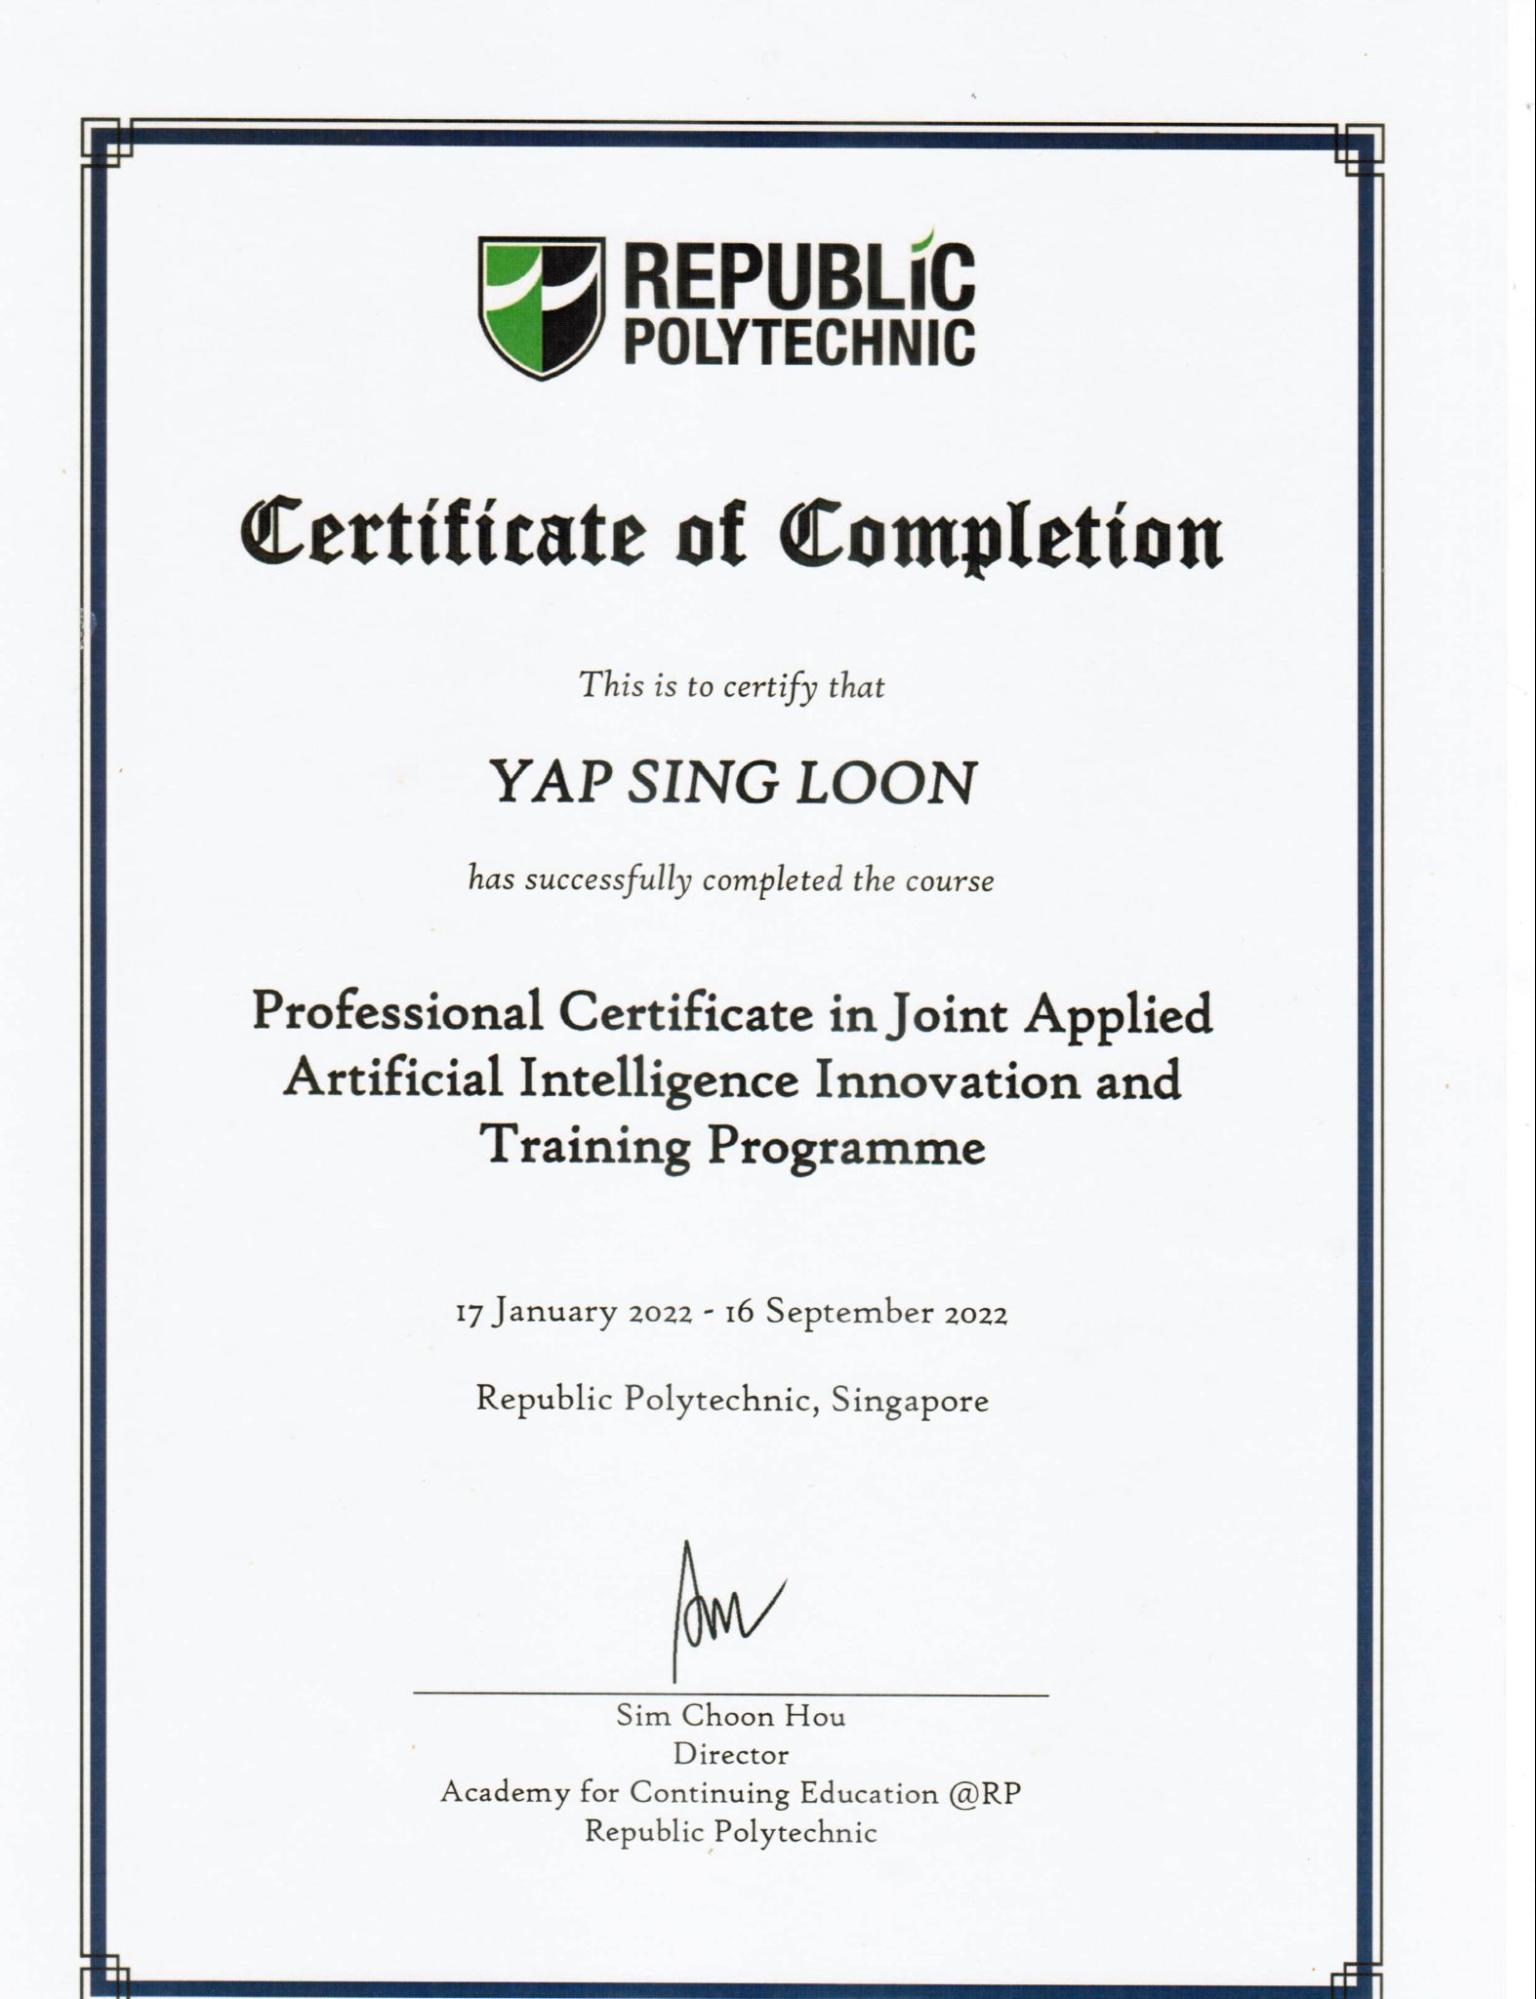 REPUBLIC
POLYTECHNIC
Certificate of Completion
This is to certify that
YAP SING LOON
has successfully completed the course
Professional Certificate in Joint Applied
Artificial Intelligence Innovation and
Training Programme
17 January 2022 - 16 September 2022
Republic Polytechnic, Singapore
Sim Choon Hou
Director
Academy for Continuing Education @RP
Republic Polytechnic